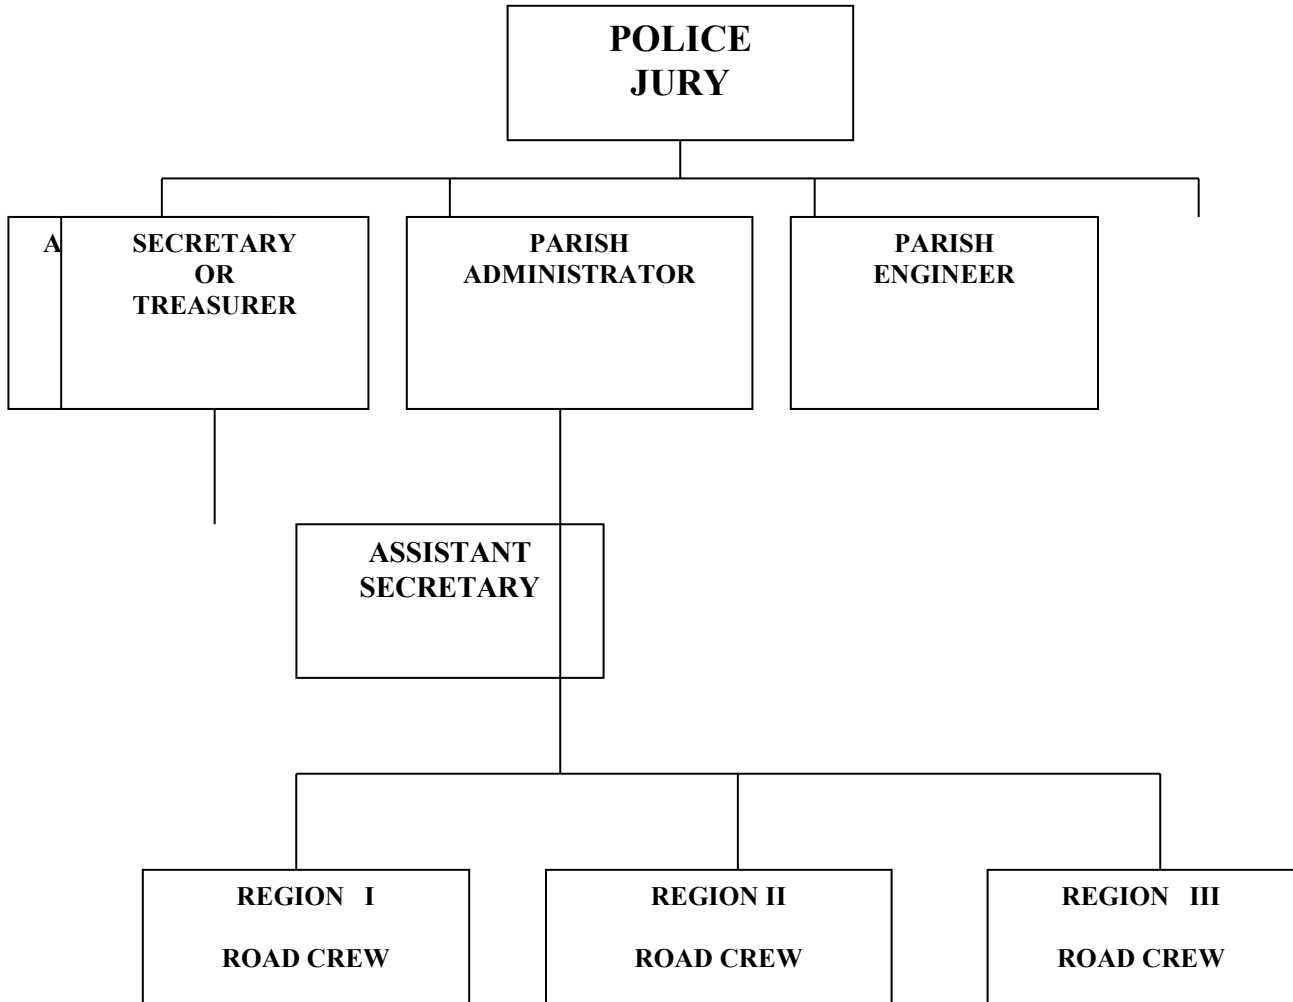 POLICE
JURY
A
SECRETARY
OR
TREASURER
PARISH
ADMINISTRATOR
PARISH
ENGINEER
ASSISTANT
SECRETARY
REGION I
ROAD CREW
REGION II
ROAD CREW
REGION III
ROAD CREW